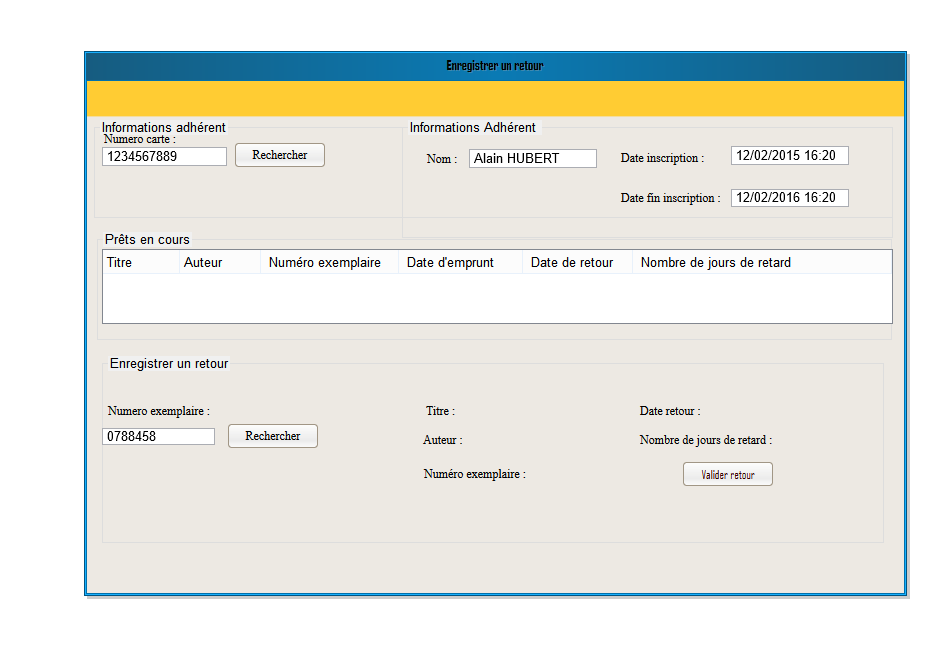 Enregistrer un retour
Informations adhérent
Numero carte :
1234567889
Rechercher
Informations Adhérent
Nom :
Alain HUBERT
Date inscription :
12/02/2015 16:20
Date fin inscription :
12/02/2016 16:20
Prêts en cours
Titre Auteur Numéro exemplaire Date d'emprunt Date de retour Nombre de jours de retard
Enregistrer un retour
Numero exemplaire :
0788458
Rechercher
Titre :
Auteur :
Numéro exemplaire :
Date retour :
Nombre de jours de retard :
Valider retour